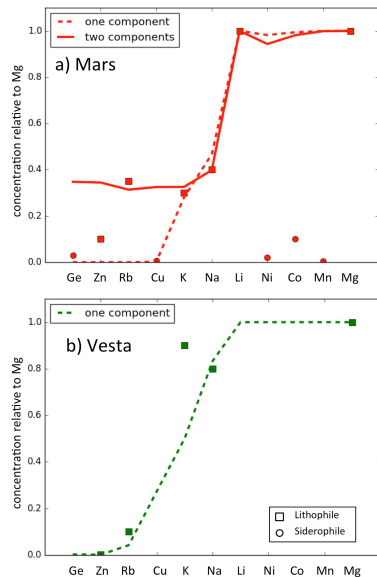 one component
two components
a) Mars
concentration relative to Mg
1.0
0.8
0.6
0.4
0.2
0.0
Ge Zn Rb Cu K Na Li Ni Co Mn Mg
one component
b) Vesta
concentration relative to Mg
1.0
0.8
0.6
0.4
0.2
0.0
Lithophile
Siderophile
Ge Zn Rb Cu K Na Li Ni Co Mn Mg